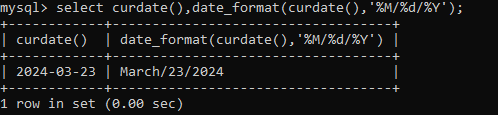 mysql> select curdate(),date_format(curdate(),'%M/%d/%Y');
+------------+-----------------------------------+
| curdate()  | date_format(curdate(),'%M/%d/%Y') |
+------------+-----------------------------------+
| 2024-03-23 | March/23/2024                     |
+------------+-----------------------------------+
1 row in set (0.00 sec)